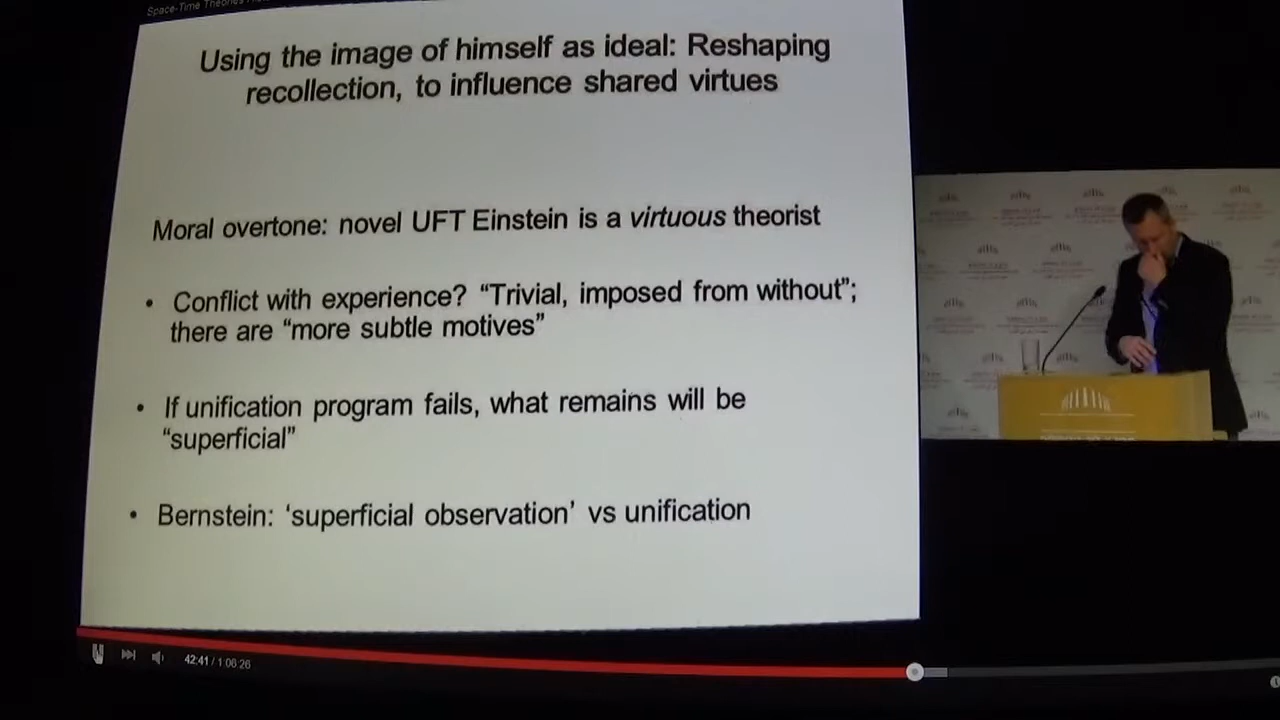 Space-Time Theories
Using the image of himself as ideal: Reshaping
recollection, to influence shared virtues
Moral overtone: novel UFT Einstein is a virtuous theorist
• Conflict with experience? “Trivial, imposed from without”;
there are “more subtle motives”
• If unification program fails, what remains will be
“superficial”
• Bernstein: ‘superficial observation’ vs unification
42:41 / 1:06:26